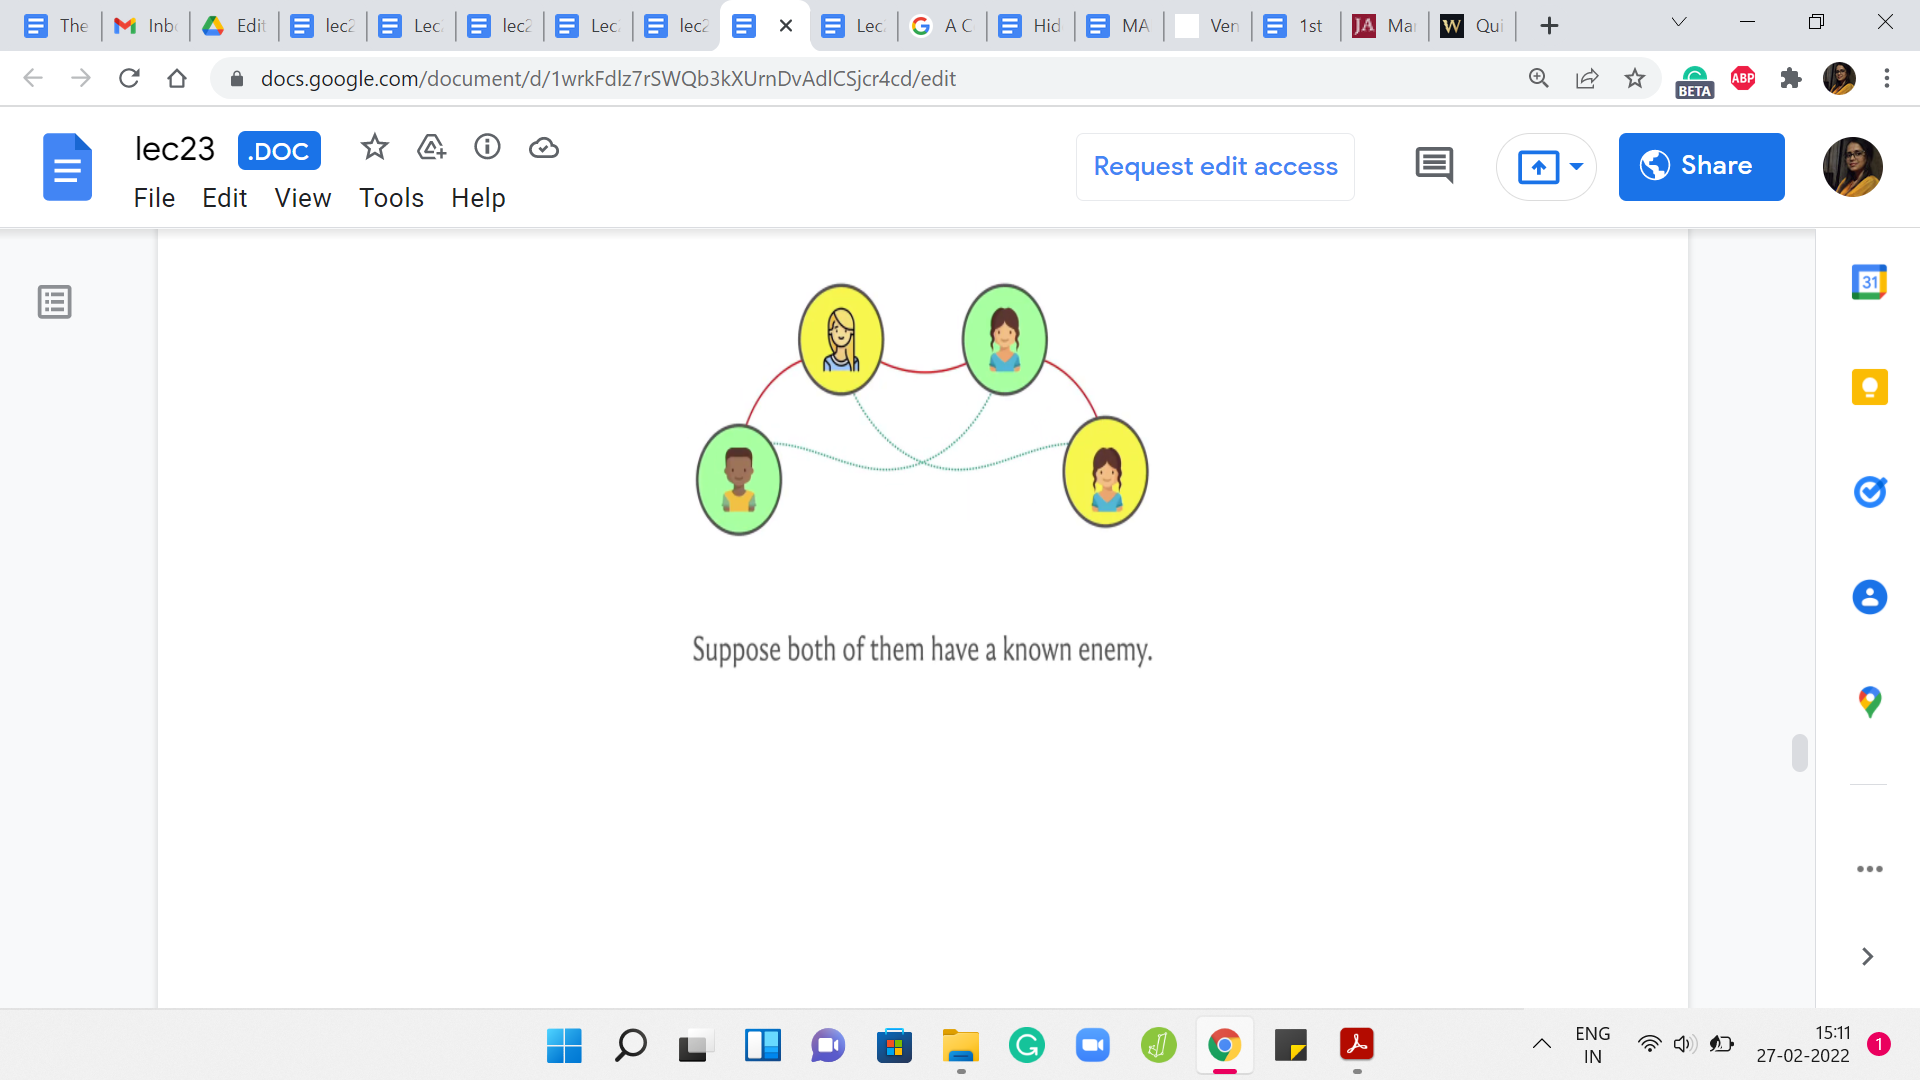 The
Inb
Edit
lec2
Lec
lec2
Lec
lec2
Lec
A C
Hid
MA
Ven
1st
JA
Ma
W
Qui
docs.google.com/document/d/1wrkFdlz7rSWQb3kXUrnDvAdlCSjcr4cd/edit
BETA
ABP
lec23
.DOC
Request edit access
Share
File Edit View Tools Help
31
Suppose both of them have a known enemy.
ENG
IN
15:11
27-02-2022
1